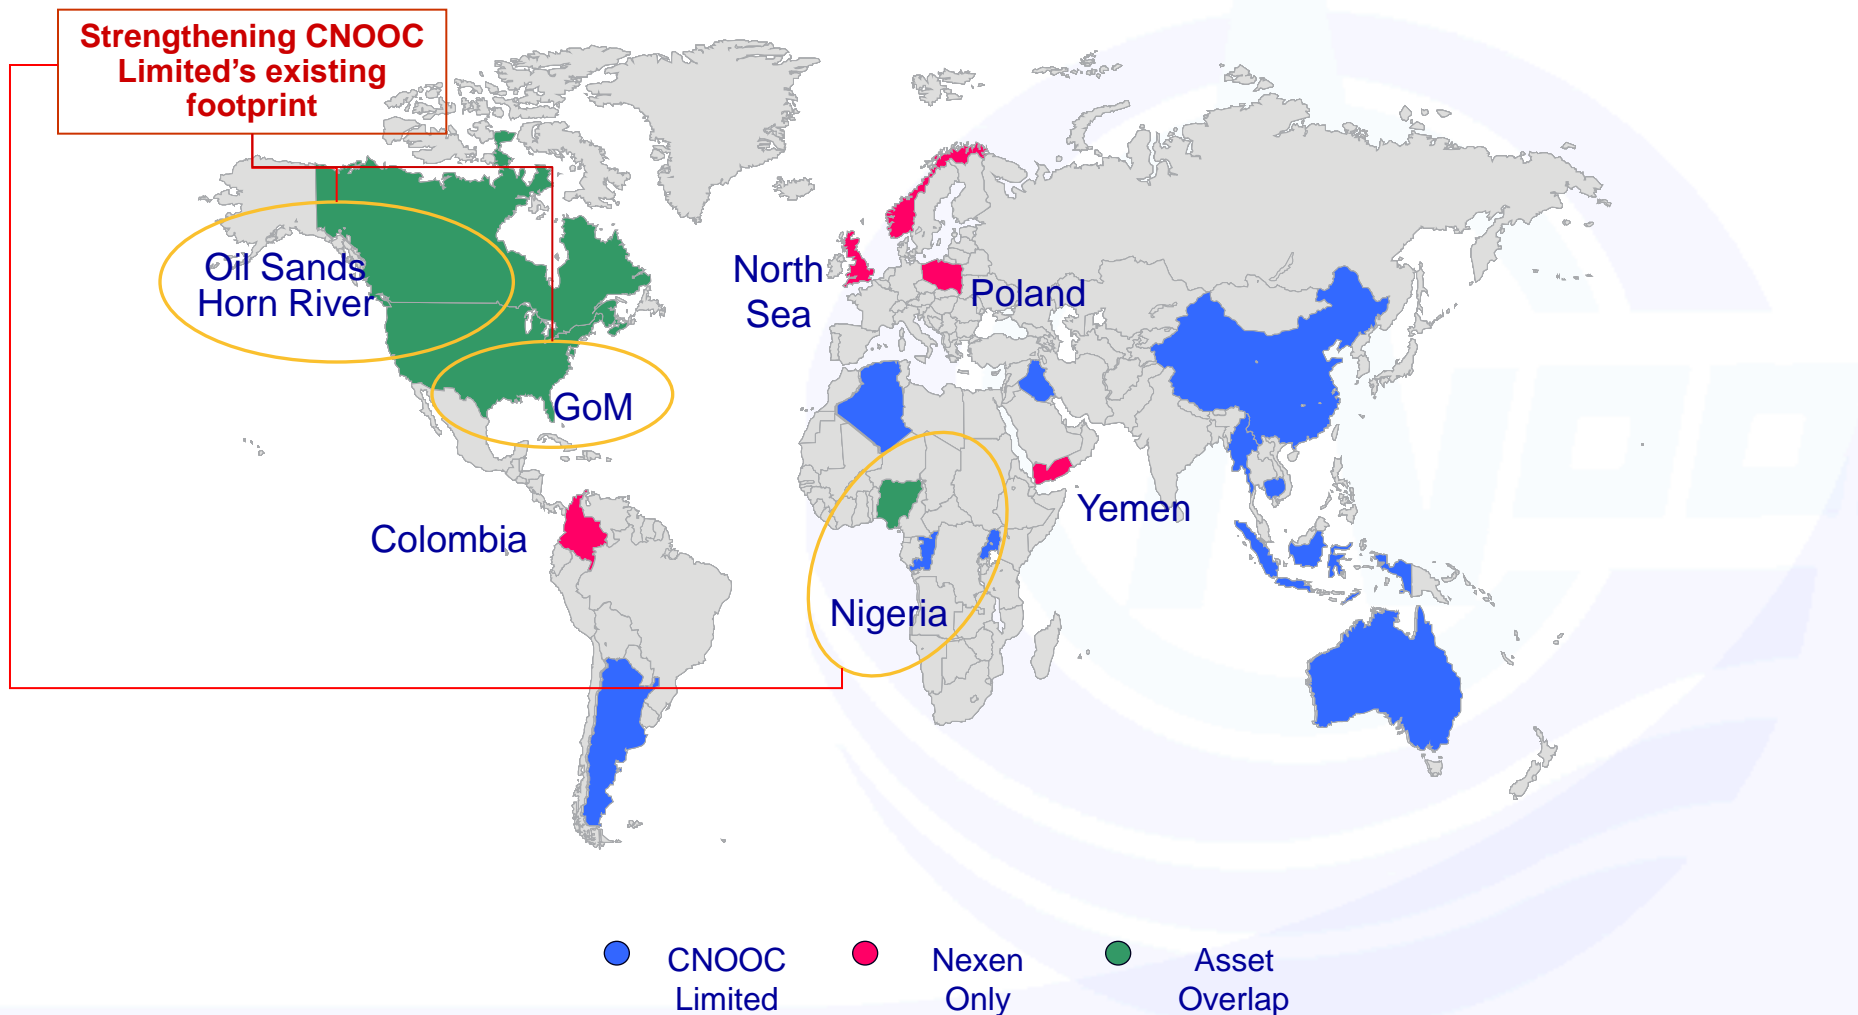 Strengthening CNOOC
Limited's existing
footprint
Oil Sands
Horn River
GoM
North
Sea
Poland
Colombia
Yemen
Nigeria
CNOOC
Limited
Nexen
Only
Asset
Overlap